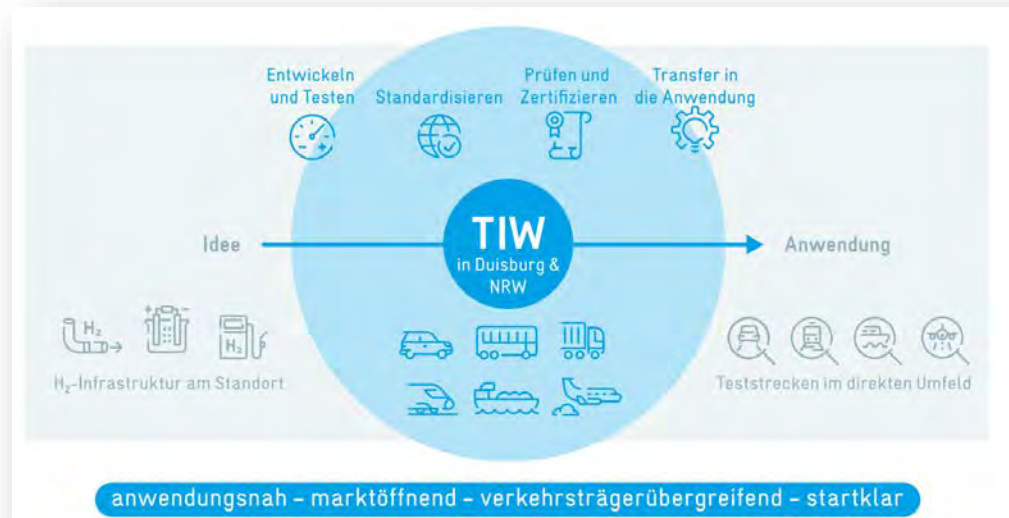 Entwickeln
und Testen
Standardisieren
Prüfen und
Zertifizieren
Transfer in
die Anwendung
Idee
TIW
in Duisburg &
NRW
Anwendung
H₂
H₂
H₂-Infrastruktur am Standort
Teststrecken im direkten Umfeld
anwendungsnah – marktöffnend – verkehrsträgerübergreifend – startklar